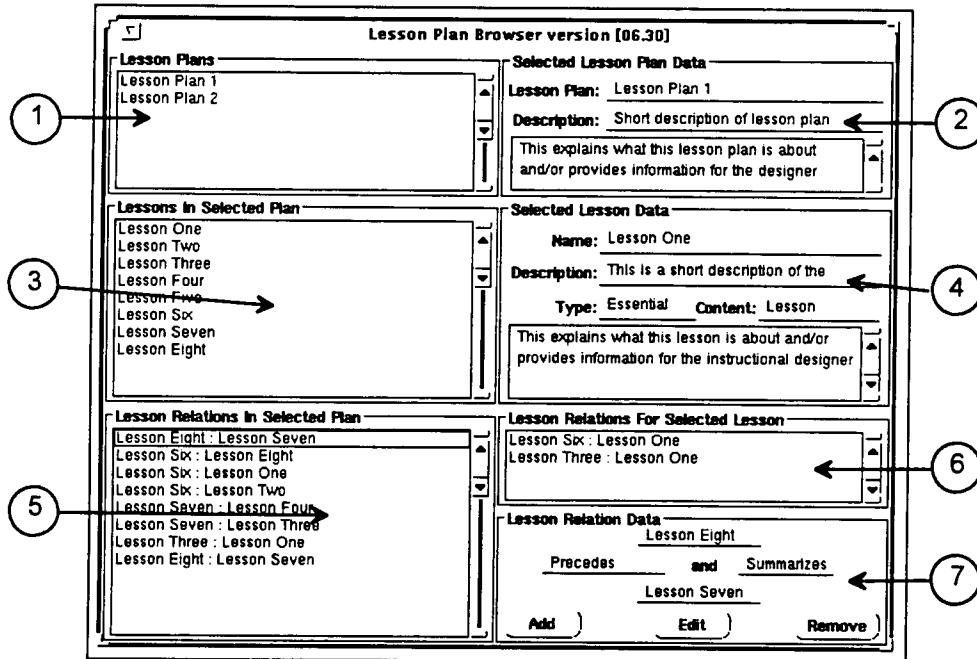 Lesson Plan Browser version [06.30]
Lesson Plans
Lesson Plan 1
Lesson Plan 2
1
Selected Lesson Plan Data
Lesson Plan: Lesson Plan 1
Description: Short description of lesson plan
This explains what this lesson plan is about
and/or provides information for the designer
2
Lessons In Selected Plan
Lesson One
Lesson Two
Lesson Three
Lesson Four
Lesson Five
Lesson Six
Lesson Seven
Lesson Eight
3
Selected Lesson Data
Name: Lesson One
Description: This is a short description of the
Type: Essential Content: Lesson
This explains what this lesson is about and/or
provides information for the instructional designer
4
Lesson Relations In Selected Plan
Lesson Eight : Lesson Seven
Lesson Six : Lesson Eight
Lesson Six : Lesson One
Lesson Six : Lesson Two
Lesson Seven : Lesson Four
Lesson Seven : Lesson Three
Lesson Three : Lesson One
Lesson Eight : Lesson Seven
5
Lesson Relations For Selected Lesson
Lesson Six : Lesson One
Lesson Three : Lesson One
6
Lesson Relation Data
Lesson Eight
Precedes and Summarizes
Lesson Seven
Add Edit Remove
7